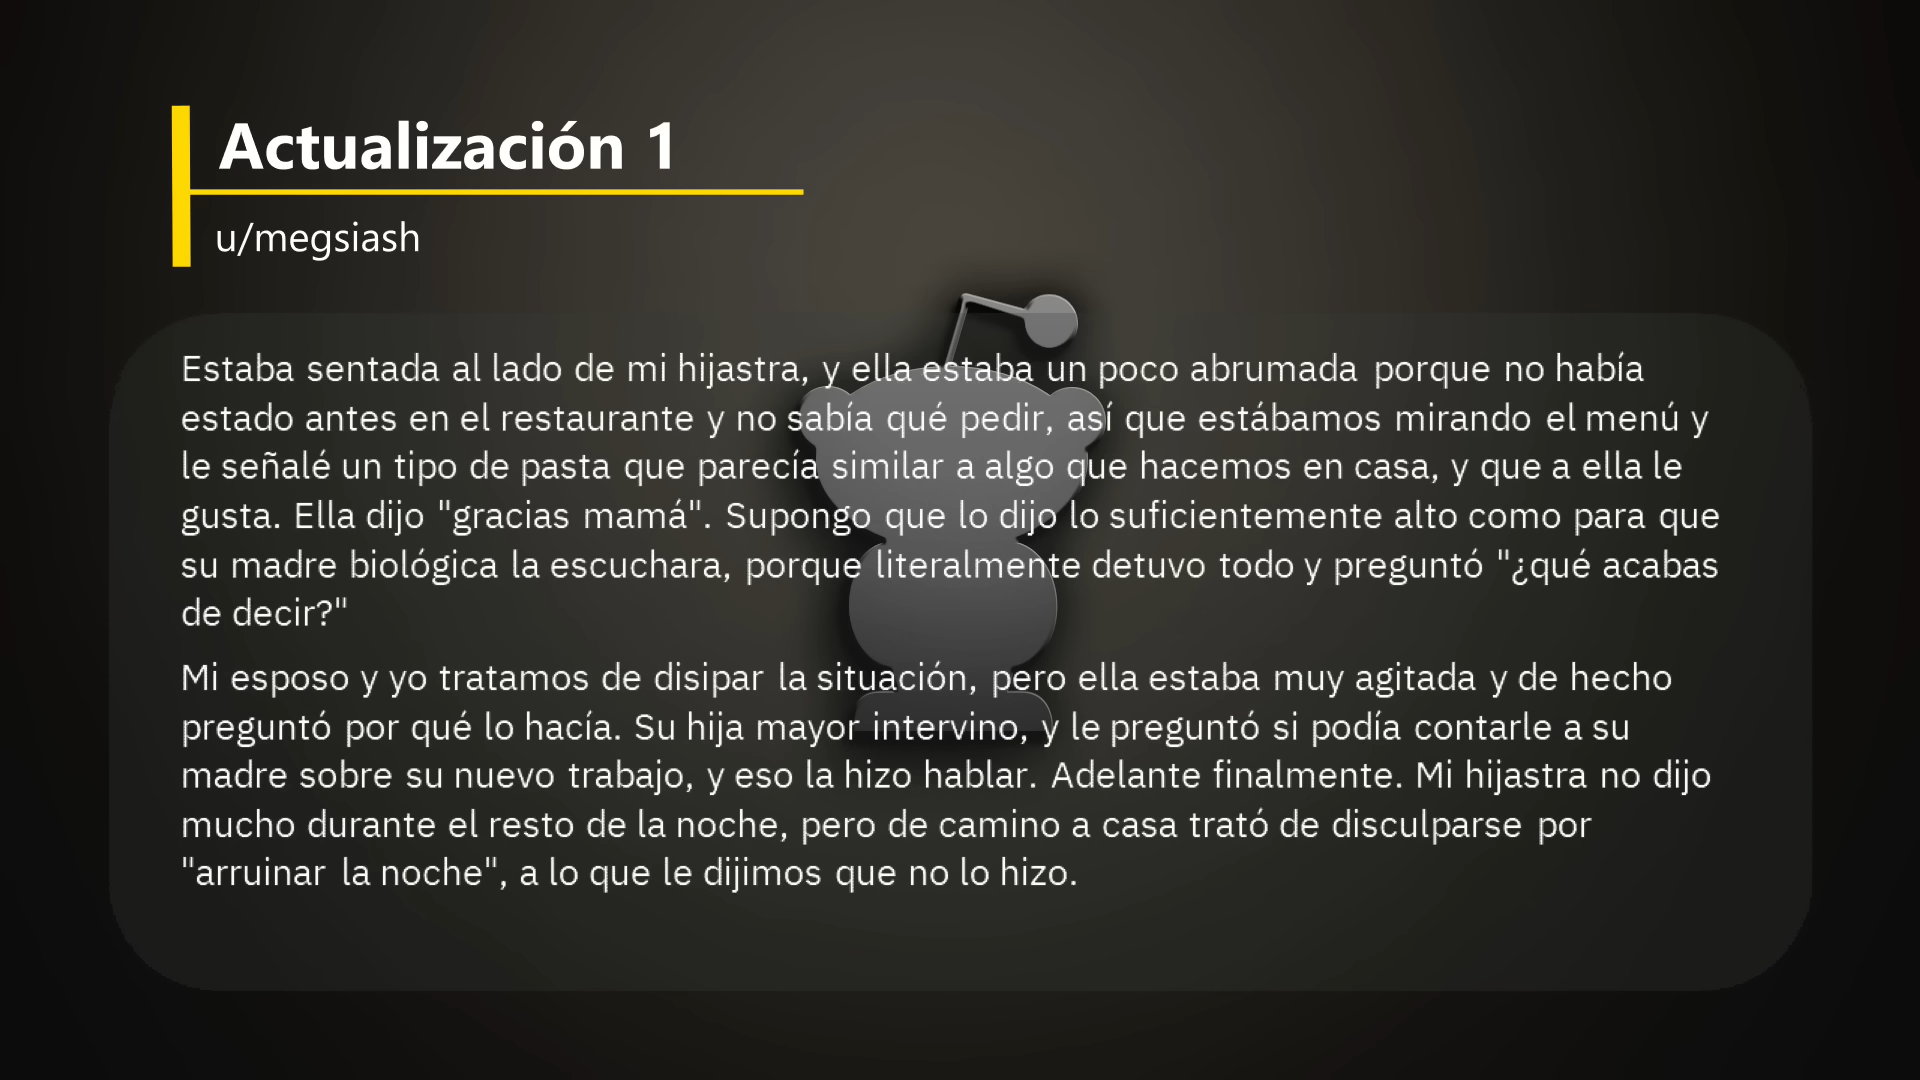 Actualización 1
u/megsiash
Estaba sentada al lado de mi hijastra, y ella estaba un poco abrumada porque no había
estado antes en el restaurante y no sabía qué pedir, así que estábamos mirando el menú y
le señalé un tipo de pasta que parecía similar a algo que hacemos en casa, y que a ella le
gusta. Ella dijo "gracias mamá". Supongo que lo dijo lo suficientemente alto como para que
su madre biológica la escuchara, porque literalmente detuvo todo y preguntó "¿qué acabas
de decir?"
Mi esposo y yo tratamos de disipar la situación, pero ella estaba muy agitada y de hecho
preguntó por qué lo hacía. Su hija mayor intervino, y le preguntó si podía contarle a su
madre sobre su nuevo trabajo, y eso la hizo hablar. Adelante finalmente. Mi hijastra no dijo
mucho durante el resto de la noche, pero de camino a casa trató de disculparse por
"arruinar la noche", a lo que le dijimos que no lo hizo.